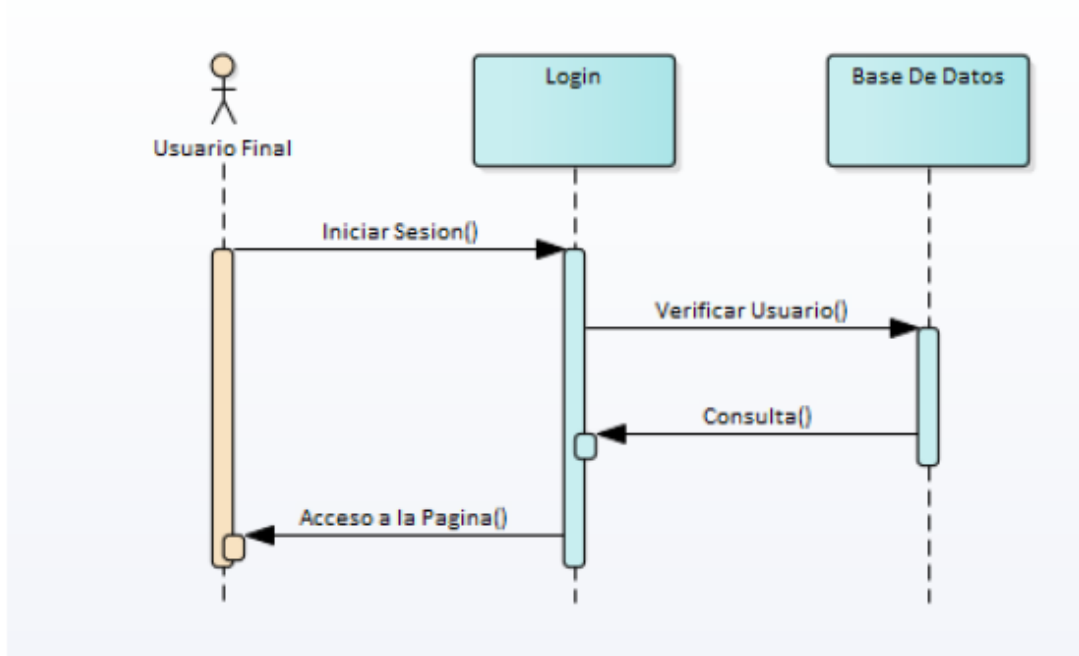 Login
Base De Datos
Usuario Final
Iniciar Sesion()
Verificar Usuario()
Consulta()
Acceso a la Pagina()